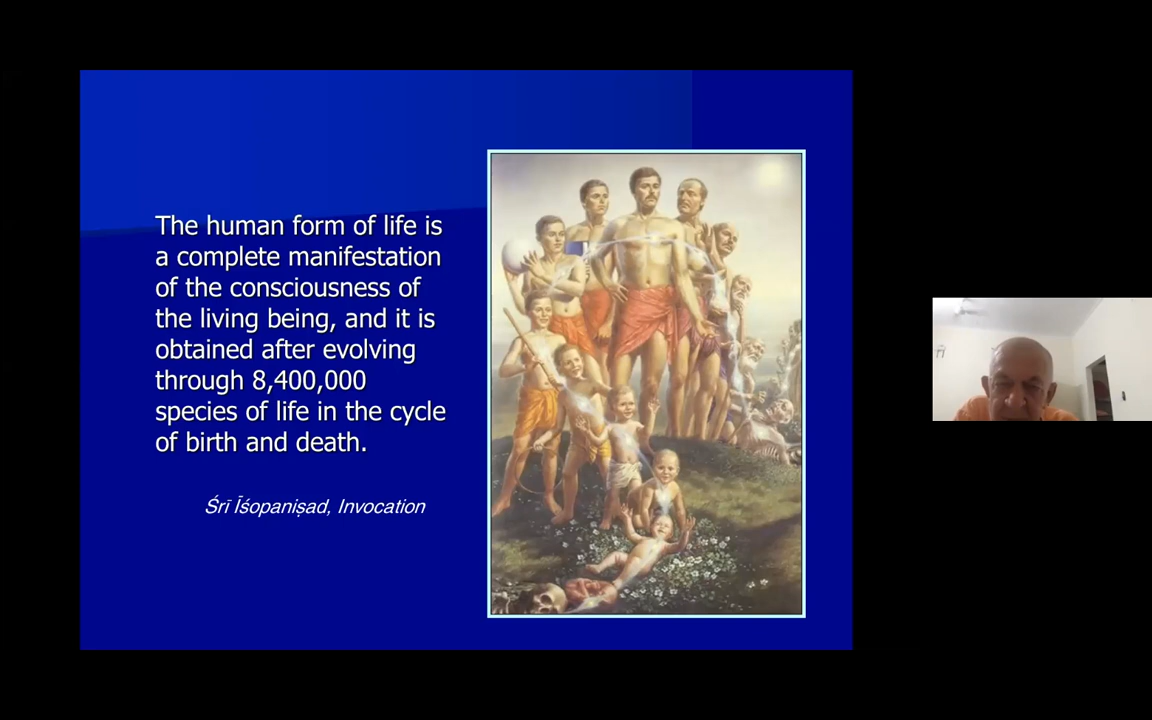 The human form of life is
a complete manifestation
of the consciousness of
the living being, and it is
obtained after evolving
through 8,400,000
species of life in the cycle
of birth and death.
Śrī Īśopaniṣad, Invocation